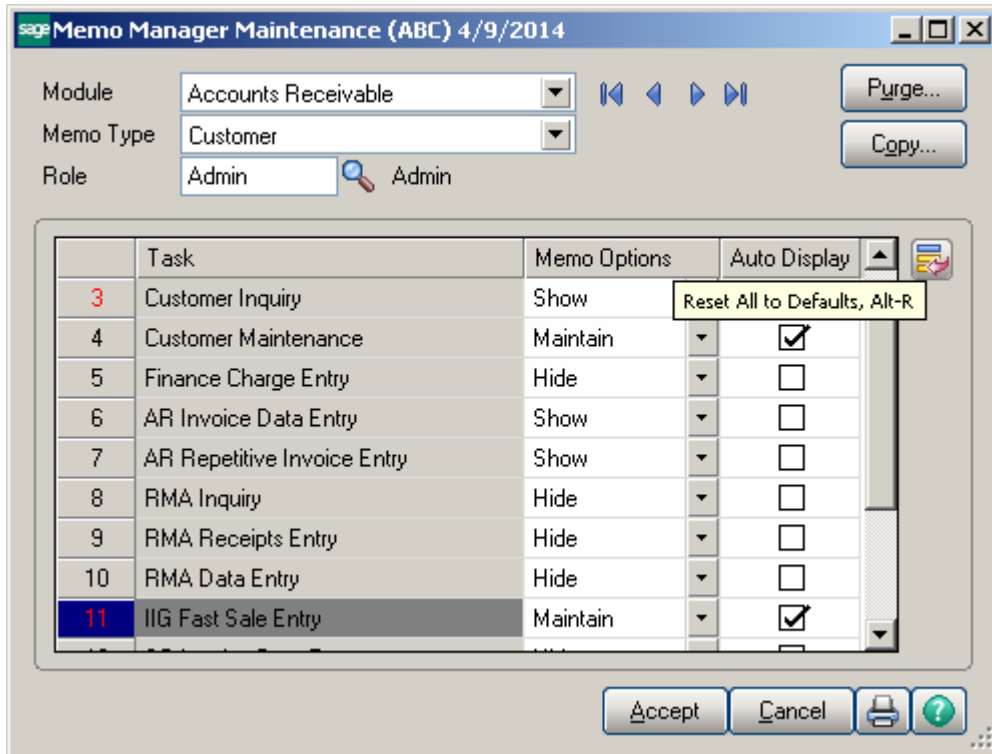 sage Memo Manager Maintenance (ABC) 4/9/2014
Module Accounts Receivable Purge...
Memo Type Customer Copy...
Role Admin Admin
Task Memo Options Auto Display
3 Customer Inquiry Show
Reset All to Defaults, Alt-R
4 Customer Maintenance Maintain
5 Finance Charge Entry Hide
6 AR Invoice Data Entry Show
7 AR Repetitive Invoice Entry Show
8 RMA Inquiry Hide
9 RMA Receipts Entry Hide
10 RMA Data Entry Hide
11 IIG Fast Sale Entry Maintain
Accept Cancel